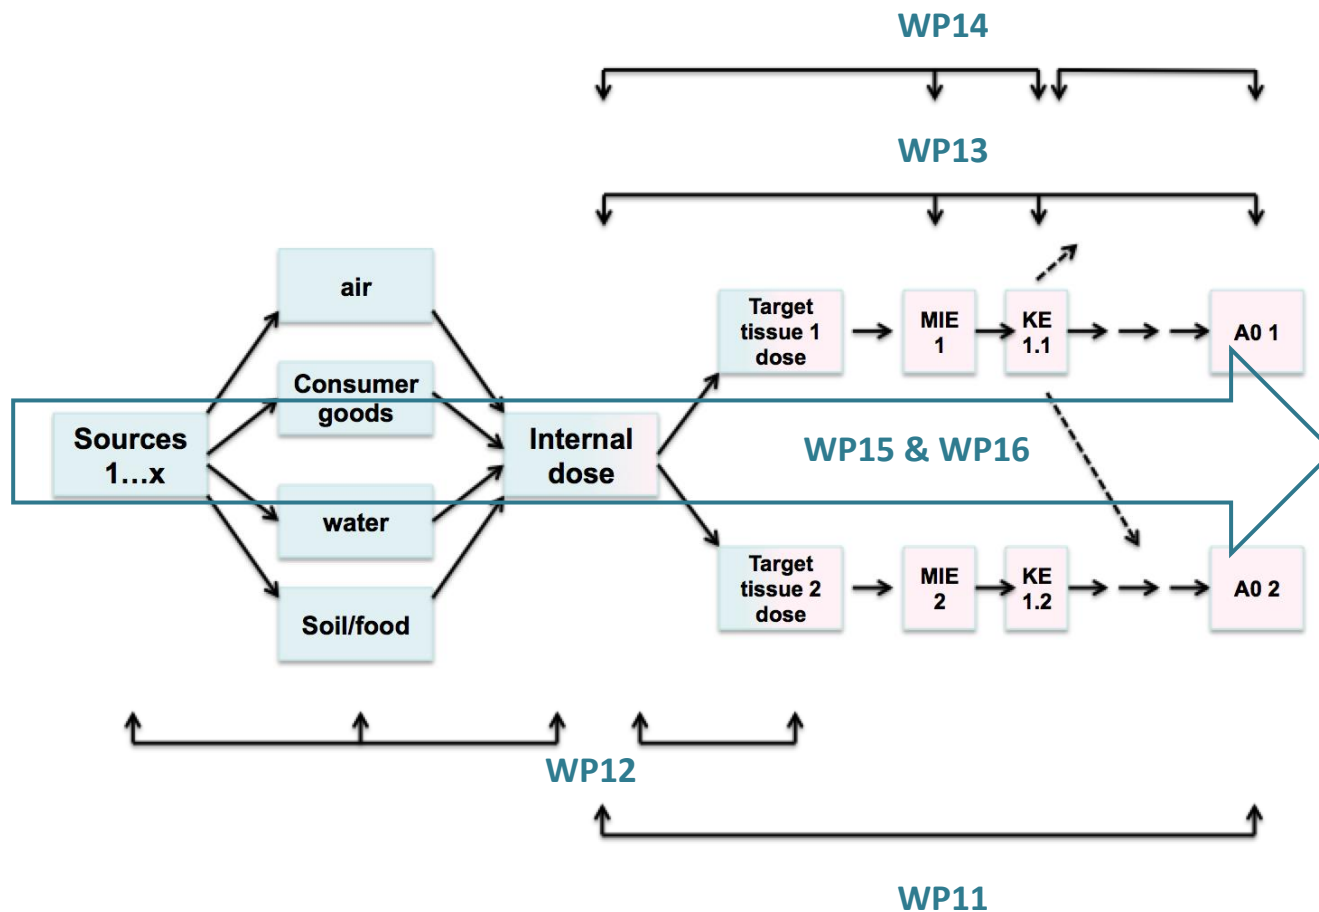 WP14
WP13
air
Consumer
goods
Sources
1...x
water
Soil/food
Internal
dose
Target
tissue 1
dose
MIE
1
KE
1.1
A0 1
WP15 & WP16
Target
tissue 2
dose
MIE
2
KE
1.2
A0 2
WP12
WP11